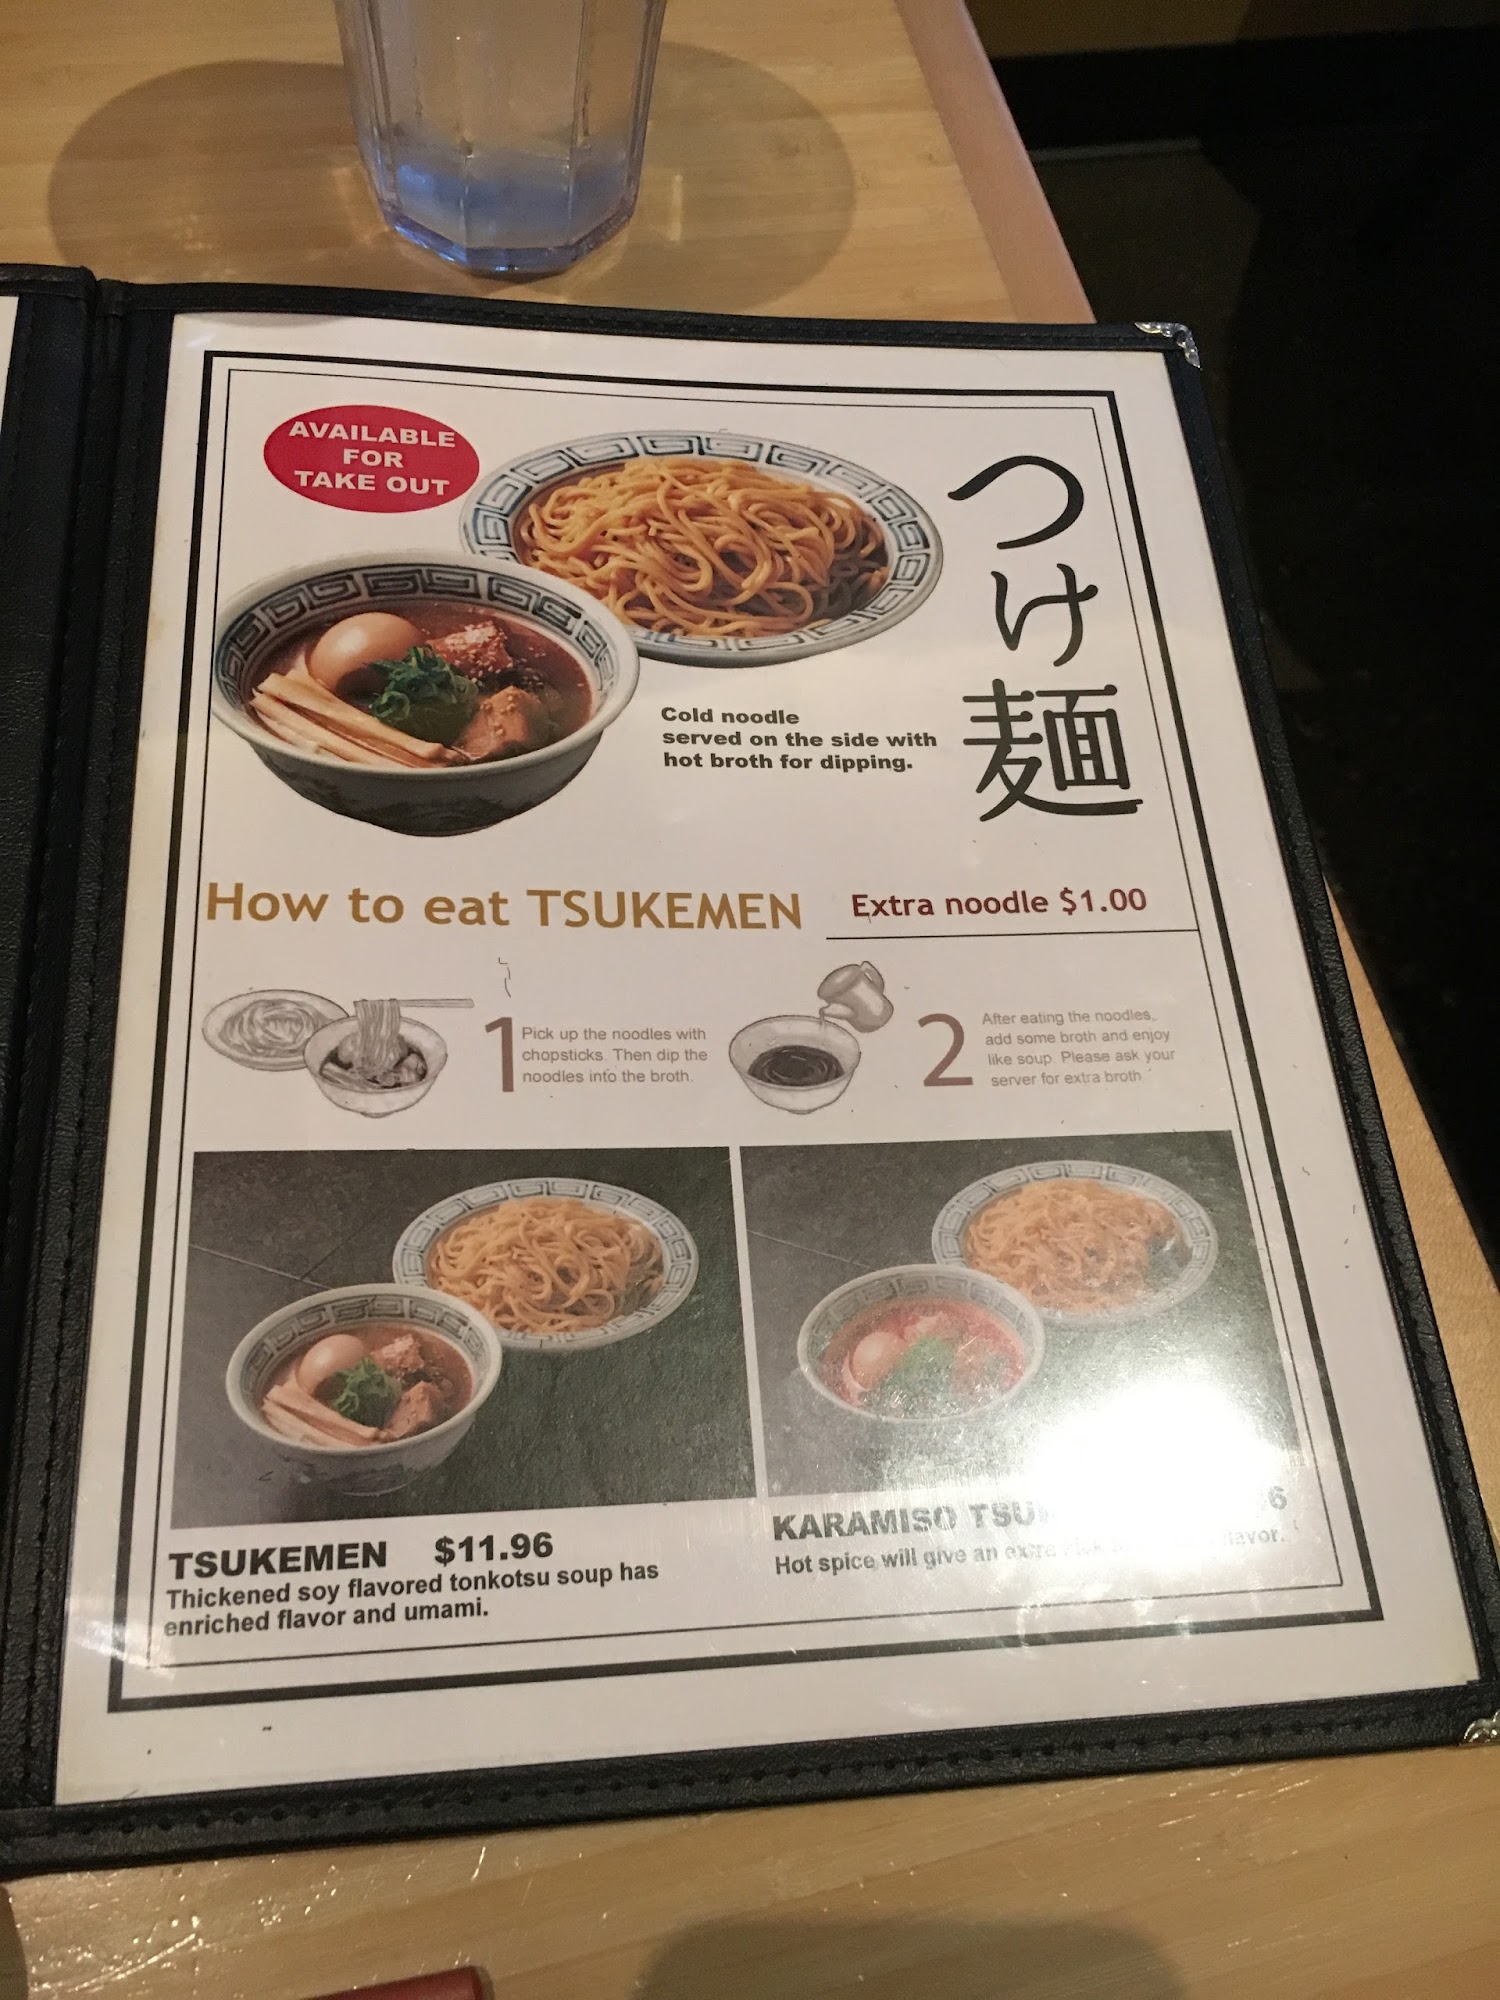 AVAILABLE
FOR
TAKE OUT
つけ麺
Cold noodle
served on the side with
hot broth for dipping.
How to eat TSUKEMEN
Extra noodle $1.00
1
Pick up the noodles with
chopsticks. Then dip the
noodles into the broth.
2
After eating the noodles,
add some broth and enjoy
like soup. Please ask your
server for extra broth
TSUKEMEN $11.96
Thickened soy flavored tonkotsu soup has
enriched flavor and umami.
KARAMISO
Hot spice will give an extra flavor.